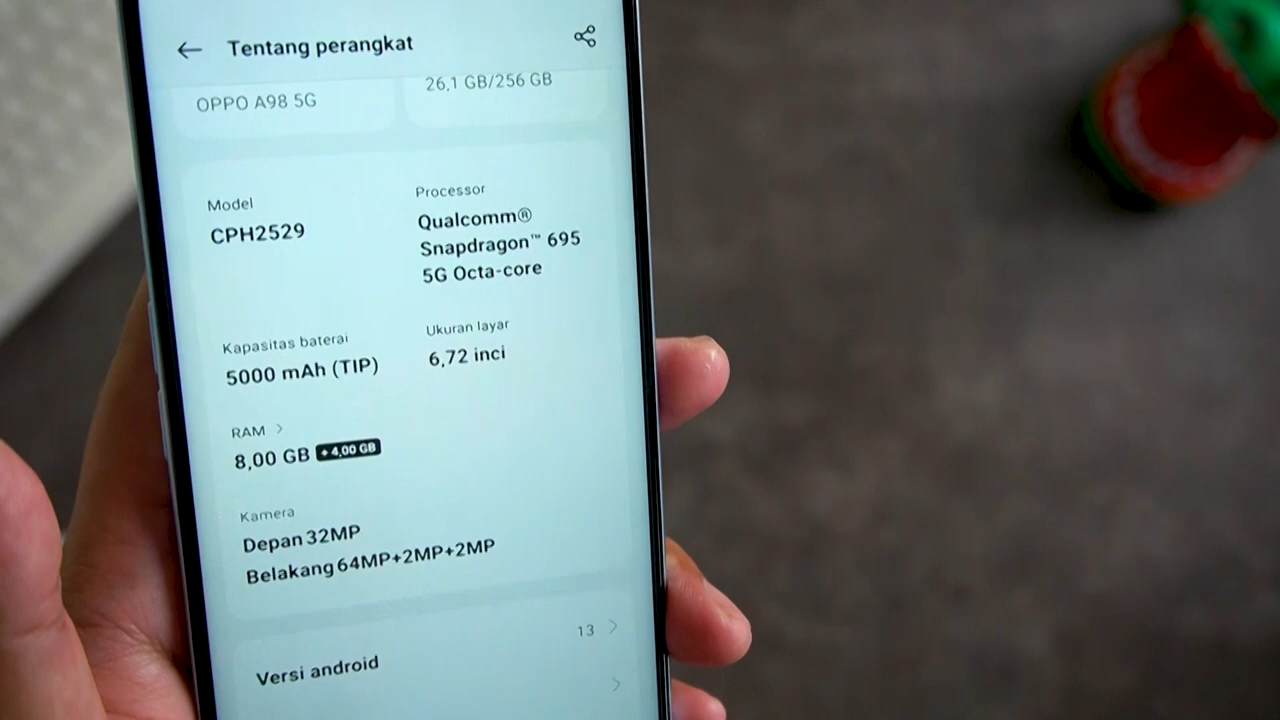 Tentang perangkat
OPPO A98 5G
26,1 GB/256 GB
Model
CPH2529
Processor
Qualcomm®
Snapdragon™ 695
5G Octa-core
Kapasitas baterai
5000 mAh (TIP)
Ukuran layar
6,72 inci
RAM
8,00 GB + 4,00 GB
Kamera
Depan 32MP
Belakang 64MP+2MP+2MP
Versi android
13